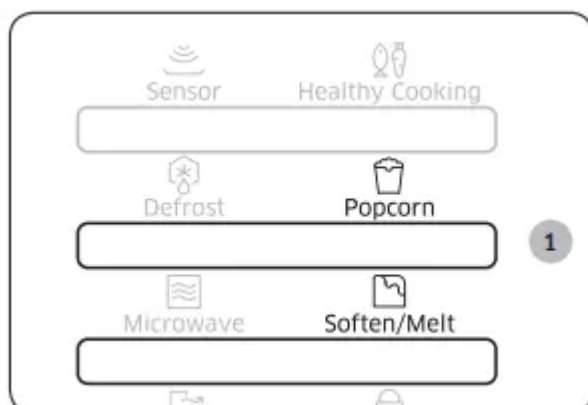 Sensor Healthy Cooking
Defrost Popcorn
1
Microwave Soften/Melt